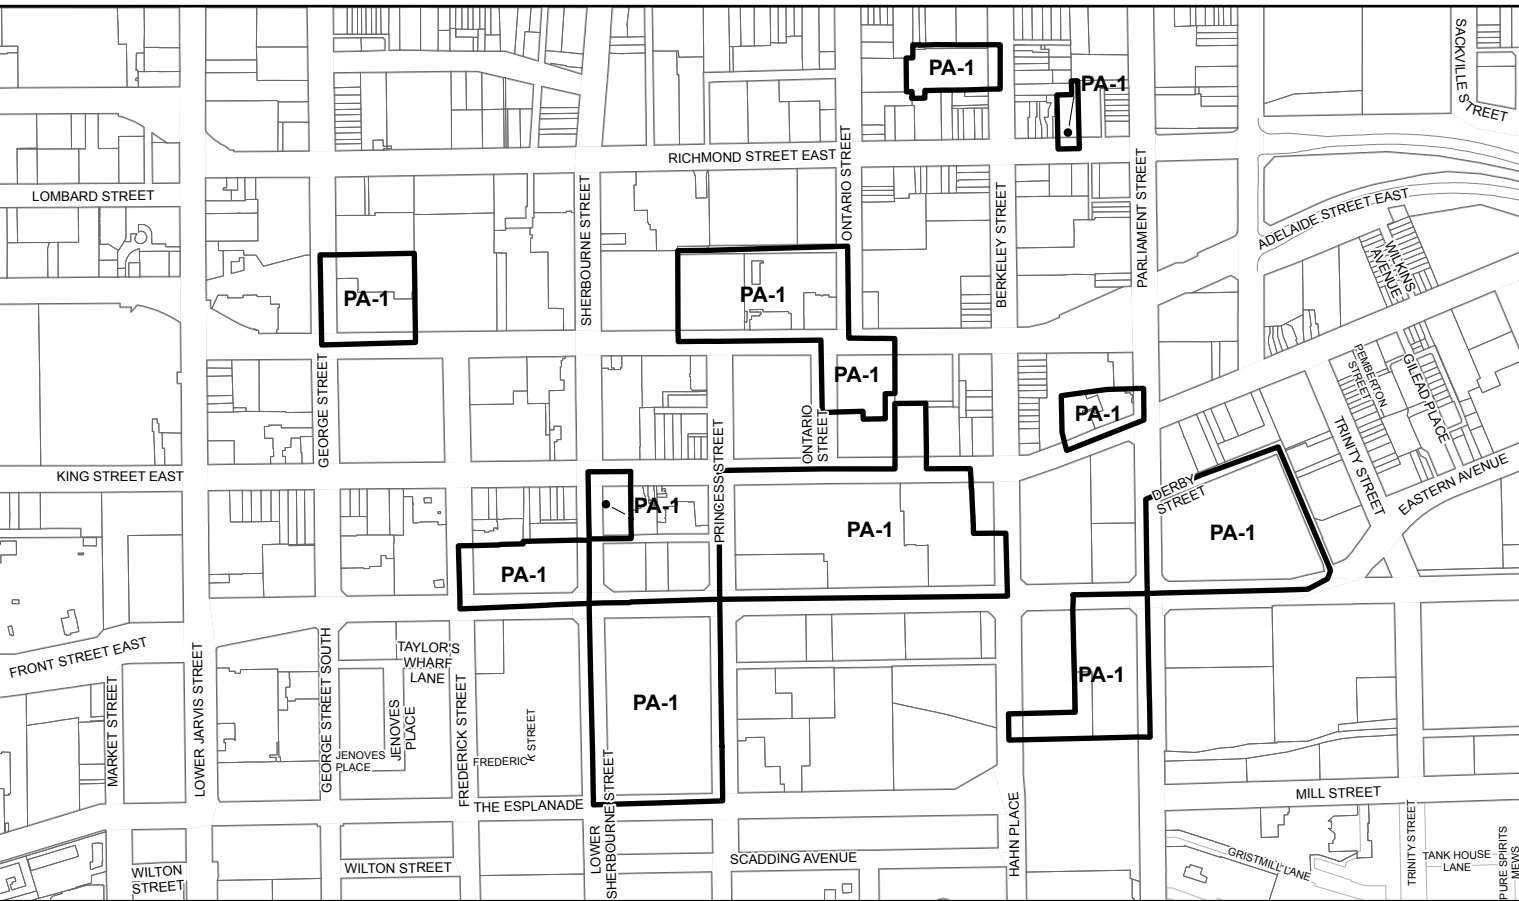 SACKVILLE STREET
PA-1
PA-1
RICHMOND STREET EAST
ONTARIO STREET
LOMBARD STREET
SHERBOURNE STREET
BERKELEY STREET
PARLIAMENT STREET
ADELAIDE STREET EAST
WILKINS
AVENUE
PA-1
PA-1
GEORGE STREET
PA-1
PA-1
PEMBERTON
STREET
GILEAD PLACE
ONTARIO
STREET
PRINCESS STREET
TRINITY STREET
EASTERN AVENUE
KING STREET EAST
DERBY
STREET
PA-1
PA-1
PA-1
PA-1
FRONT STREET EAST
MARKET STREET
LOWER JARVIS STREET
GEORGE STREET SOUTH
TAYLOR'S
WHARF
LANE
JENOVES
PLACE
JENOVES
PLACE
FREDERICK STREET
FREDERICK STREET
PA-1
PA-1
THE ESPLANADE
LOWER
SHERBOURNE STREET
HAHN PLACE
MILL STREET
WILTON
STREET
WILTON STREET
SCADDING AVENUE
GRISTMILL LANE
TRINITY STREET
TANK HOUSE
LANE
PURE SPIRITS
MEWS